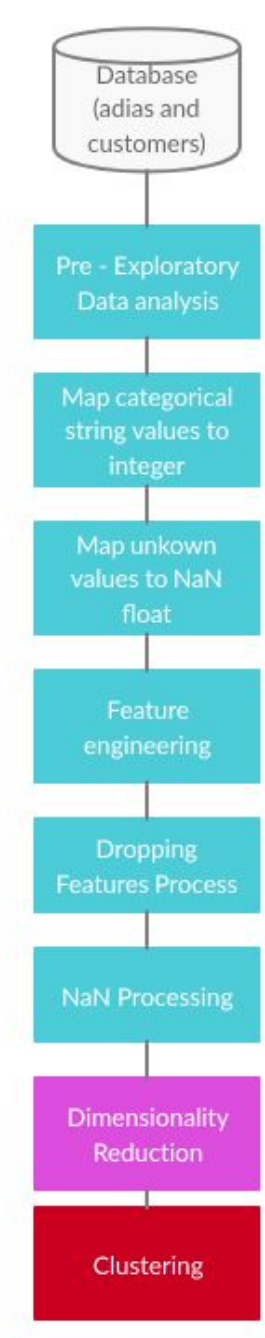 Database
(adias and
customers)
Pre - Exploratory
Data analysis
Map categorical
string values to
integer
Map unkown
values to NaN
float
Feature
engineering
Dropping
Features Process
NaN Processing
Dimensionality
Reduction
Clustering